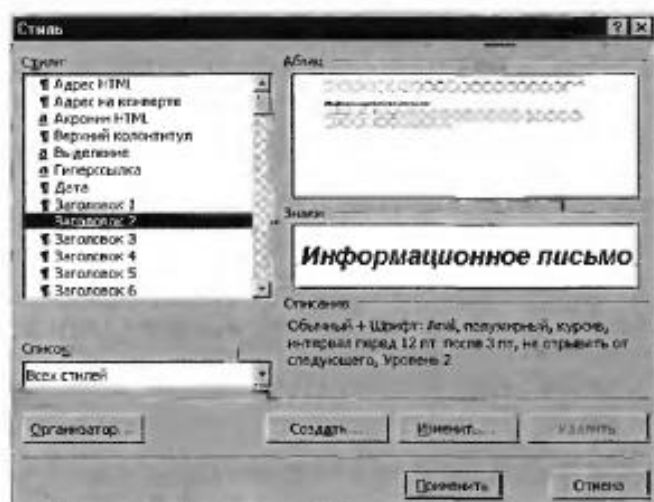 Стиль
Стили:
Адрес HTML
Адрес на конверте
Акроним HTML
Верхний колонтитул
Выделение
Гиперссылка
Дата
Заголовок 1
Заголовок 2
Заголовок 3
Заголовок 4
Заголовок 5
Заголовок 6
Список:
Всех стилей
Абзац
Знаки
Информационное письмо
Описание
Обычный + Шрифт: Arial, полужирный, курсив,
интервал перед 12 пт после 3 пт, не отрывать от
следующего, Уровень 2
Организатор...
Создать...
Изменить...
Удалить
Применить
Отмена